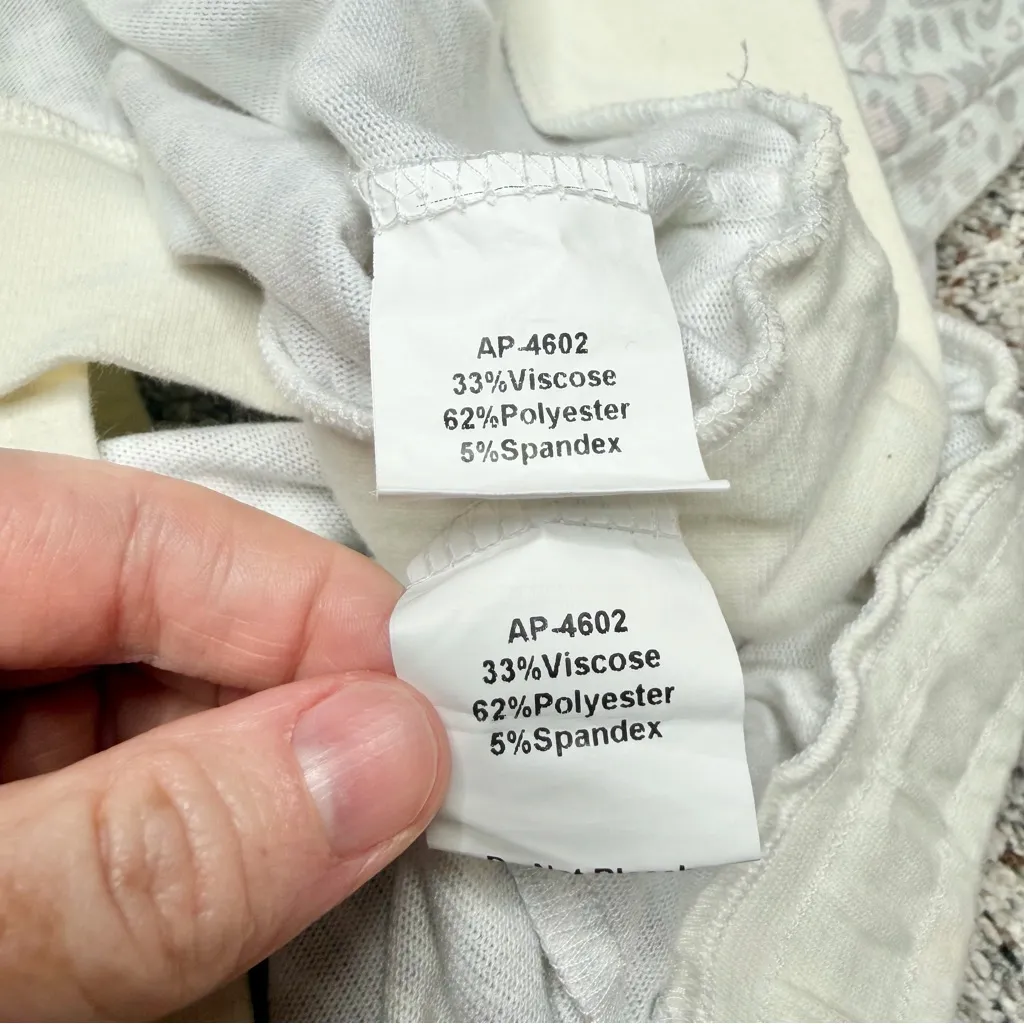 AP-4602
33%Viscose
62%Polyester
5%Spandex
AP-4602
33%Viscose
62%Polyester
5%Spandex